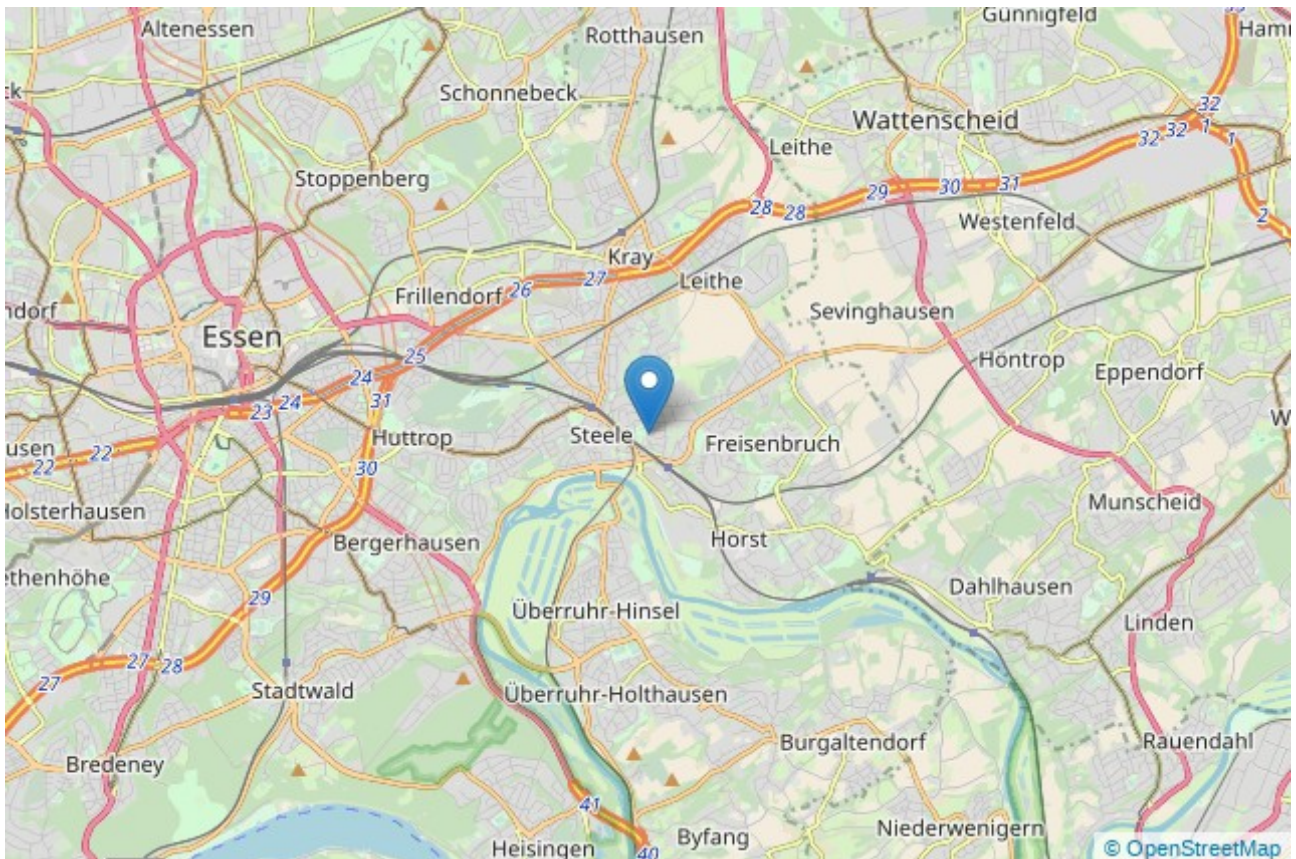 Altenessen
Rotthausen
Günnigfeld
Schonnebeck
Wattenscheid
32
32
32
1
1
Leithe
Stoppenberg
28
28
29
30
31
Westenfeld
2
Kray
27
Leithe
Frillendorf
26
Sevinghausen
Essen
25
Höntrop
Eppendorf
24
24
23
31
Huttrop
Steele
Freisenbruch
22
22
30
Munscheid
Holsterhausen
Bergerhausen
Horst
29
Dahlhausen
Überruhr-Hinsel
Linden
27
28
27
Stadtwald
Überruhr-Holthausen
Burgaltendorf
Rauendahl
Bredeney
41
Heisingen
40
Byfang
Niederwenigern
© OpenStreetMap